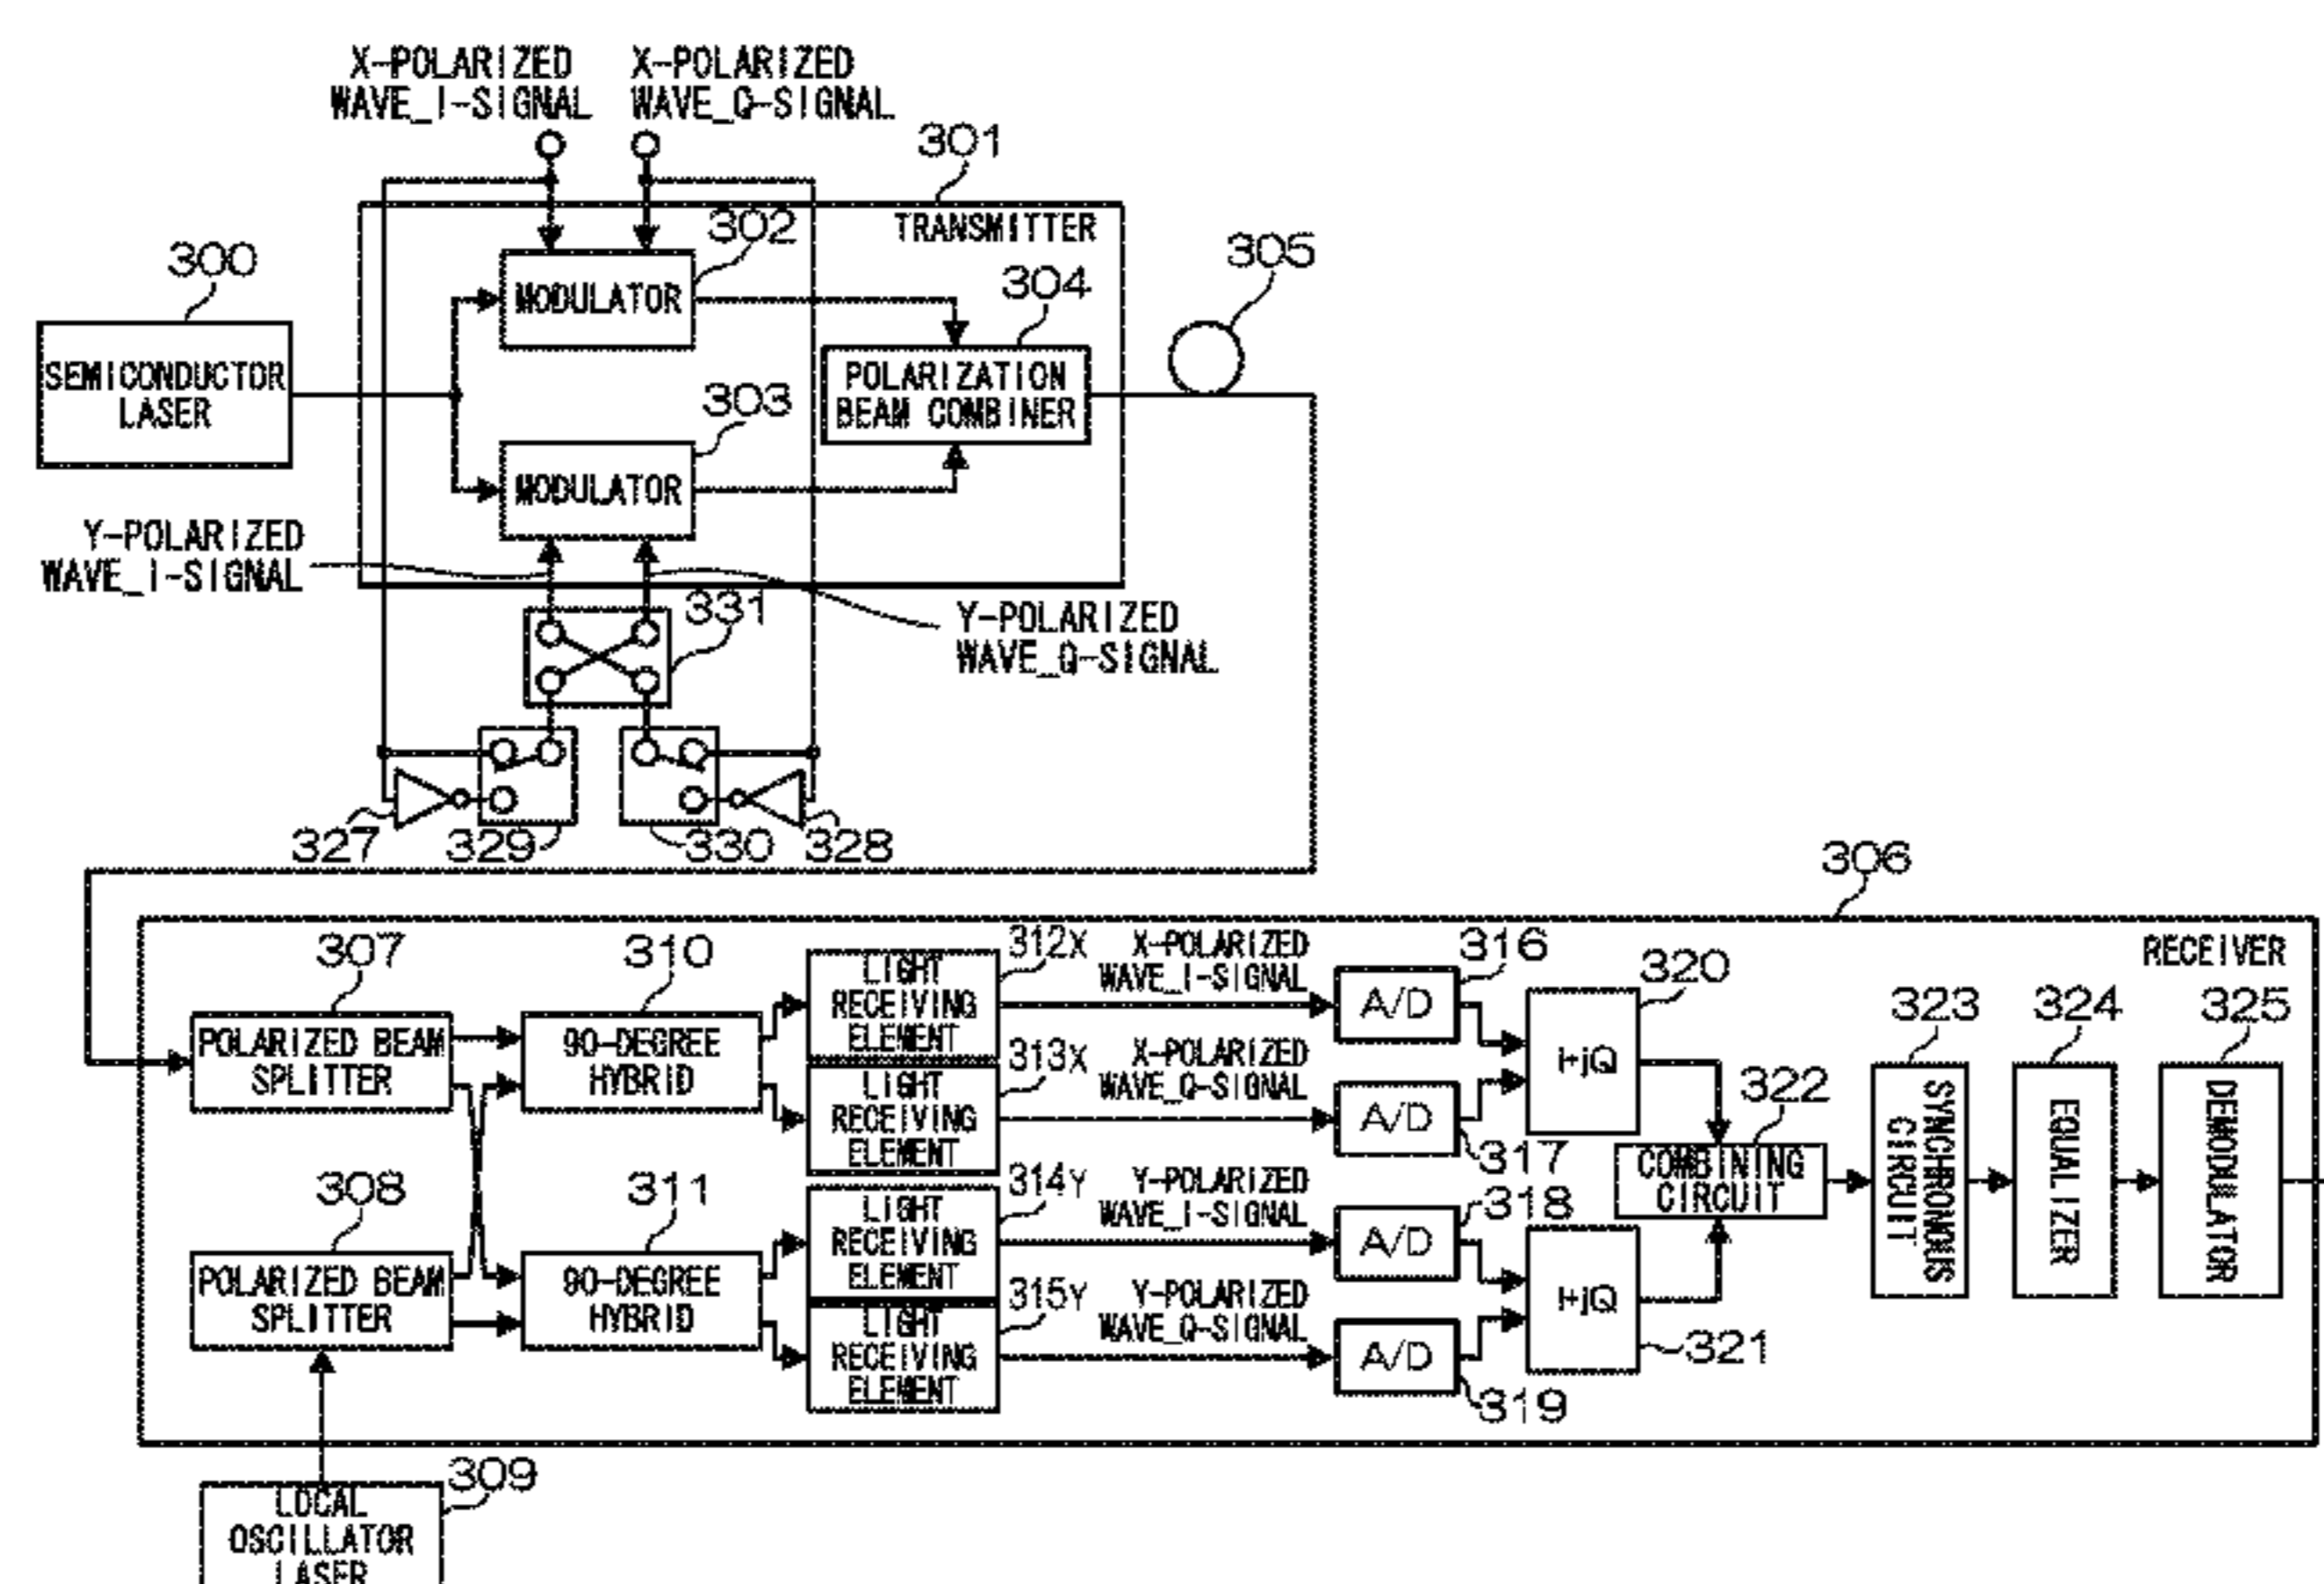 X-POLARIZED
WAVE_I-SIGNAL
X-POLARIZED
WAVE_Q-SIGNAL
301
TRANSMITTER
302
MODULATOR
300
SEMICONDUCTOR
LASER
304
POLARIZATION
BEAM COMBINER
305
303
MODULATOR
Y-POLARIZED
WAVE_I-SIGNAL
331
Y-POLARIZED
WAVE_Q-SIGNAL
327
329
330
328
306
RECEIVER
307
POLARIZED BEAM
SPLITTER
310
90-DEGREE
HYBRID
312X
LIGHT
RECEIVING
ELEMENT
X-POLARIZED
WAVE_I-SIGNAL
316
A/D
313X
LIGHT
RECEIVING
ELEMENT
X-POLARIZED
WAVE_Q-SIGNAL
A/D
317
320
I+jQ
308
POLARIZED BEAM
SPLITTER
311
90-DEGREE
HYBRID
314Y
LIGHT
RECEIVING
ELEMENT
Y-POLARIZED
WAVE_I-SIGNAL
318
A/D
315Y
LIGHT
RECEIVING
ELEMENT
Y-POLARIZED
WAVE_Q-SIGNAL
A/D
319
I+jQ
321
322
COMBINING
CIRCUIT
323
SYNCHRONOUS
CIRCUIT
324
EQUALIZER
325
DEMODULATOR
309
LOCAL
OSCILLATOR
LASER